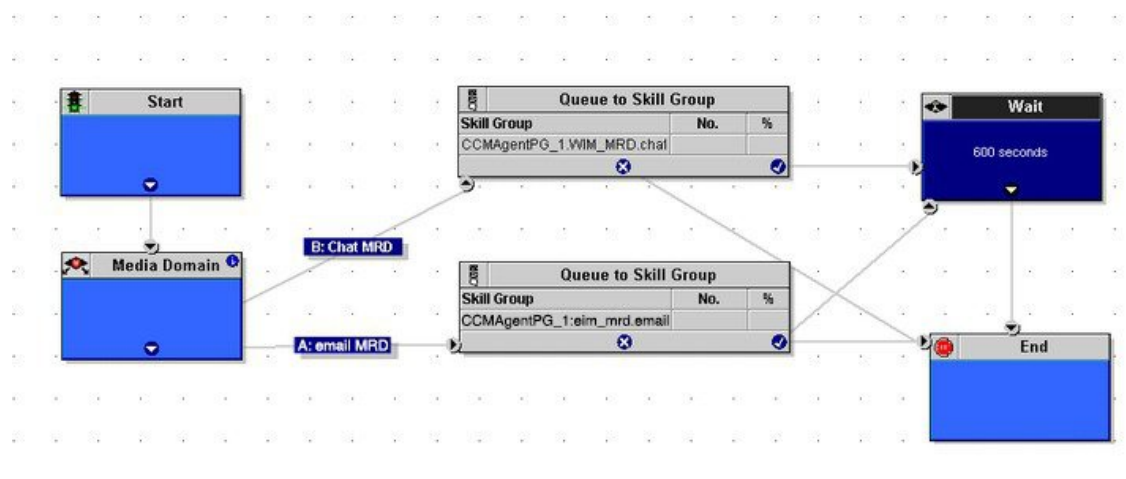 Start
Queue to Skill Group
Skill Group No. %
CCMAgentPG_1.WIM_MRD.chat
Wait
600 seconds
B: Chat MRD
Media Domain
Queue to Skill Group
Skill Group No. %
CCMAgentPG_1:eim_mrd.email
A: email MRD
End